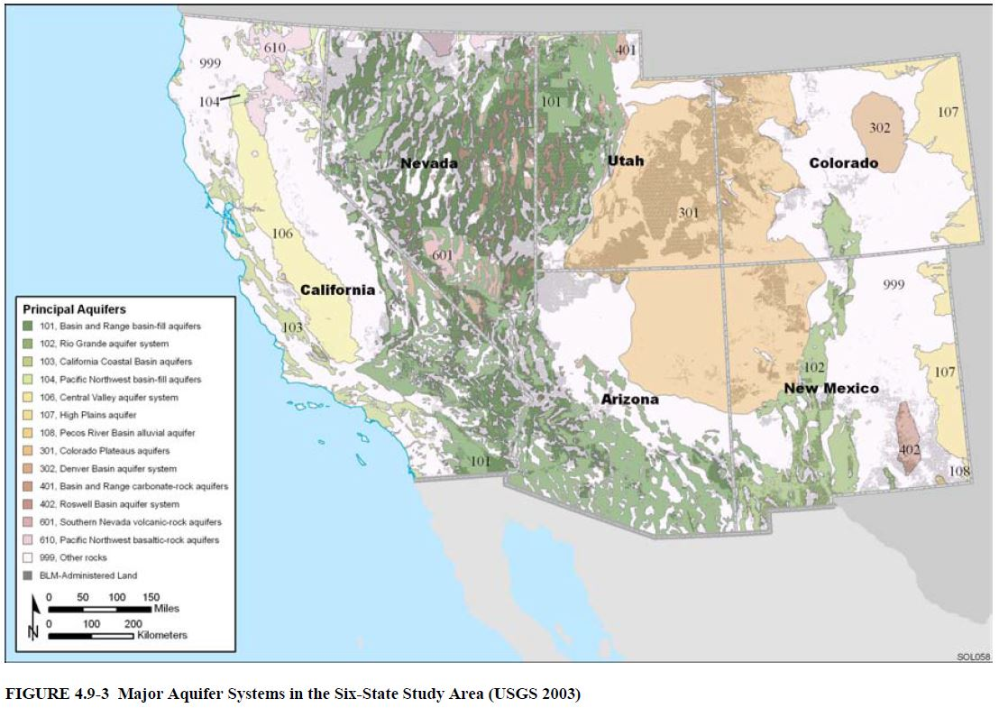 610
401
999
104
101
107
302
Nevada
Utah
Colorado
301
106
601
999
California
103
102
107
New Mexico
Arizona
402
101
108
Principal Aquifers
101, Basin and Range basin-fill aquifers
102, Rio Grande aquifer system
103, California Coastal Basin aquifers
104, Pacific Northwest basin-fill aquifers
106, Central Valley aquifer system
107, High Plains aquifer
108, Pecos River Basin alluvial aquifer
301, Colorado Plateaus aquifers
302, Denver Basin aquifer system
401, Basin and Range carbonate-rock aquifers
402, Roswell Basin aquifer system
601, Southern Nevada volcanic-rock aquifers
610, Pacific Northwest basaltic-rock aquifers
999, Other rocks
BLM-Administered Land
0 50 100 150
Miles
0 100 200
Kilometers
N
SOL058
FIGURE 4.9-3 Major Aquifer Systems in the Six-State Study Area (USGS 2003)